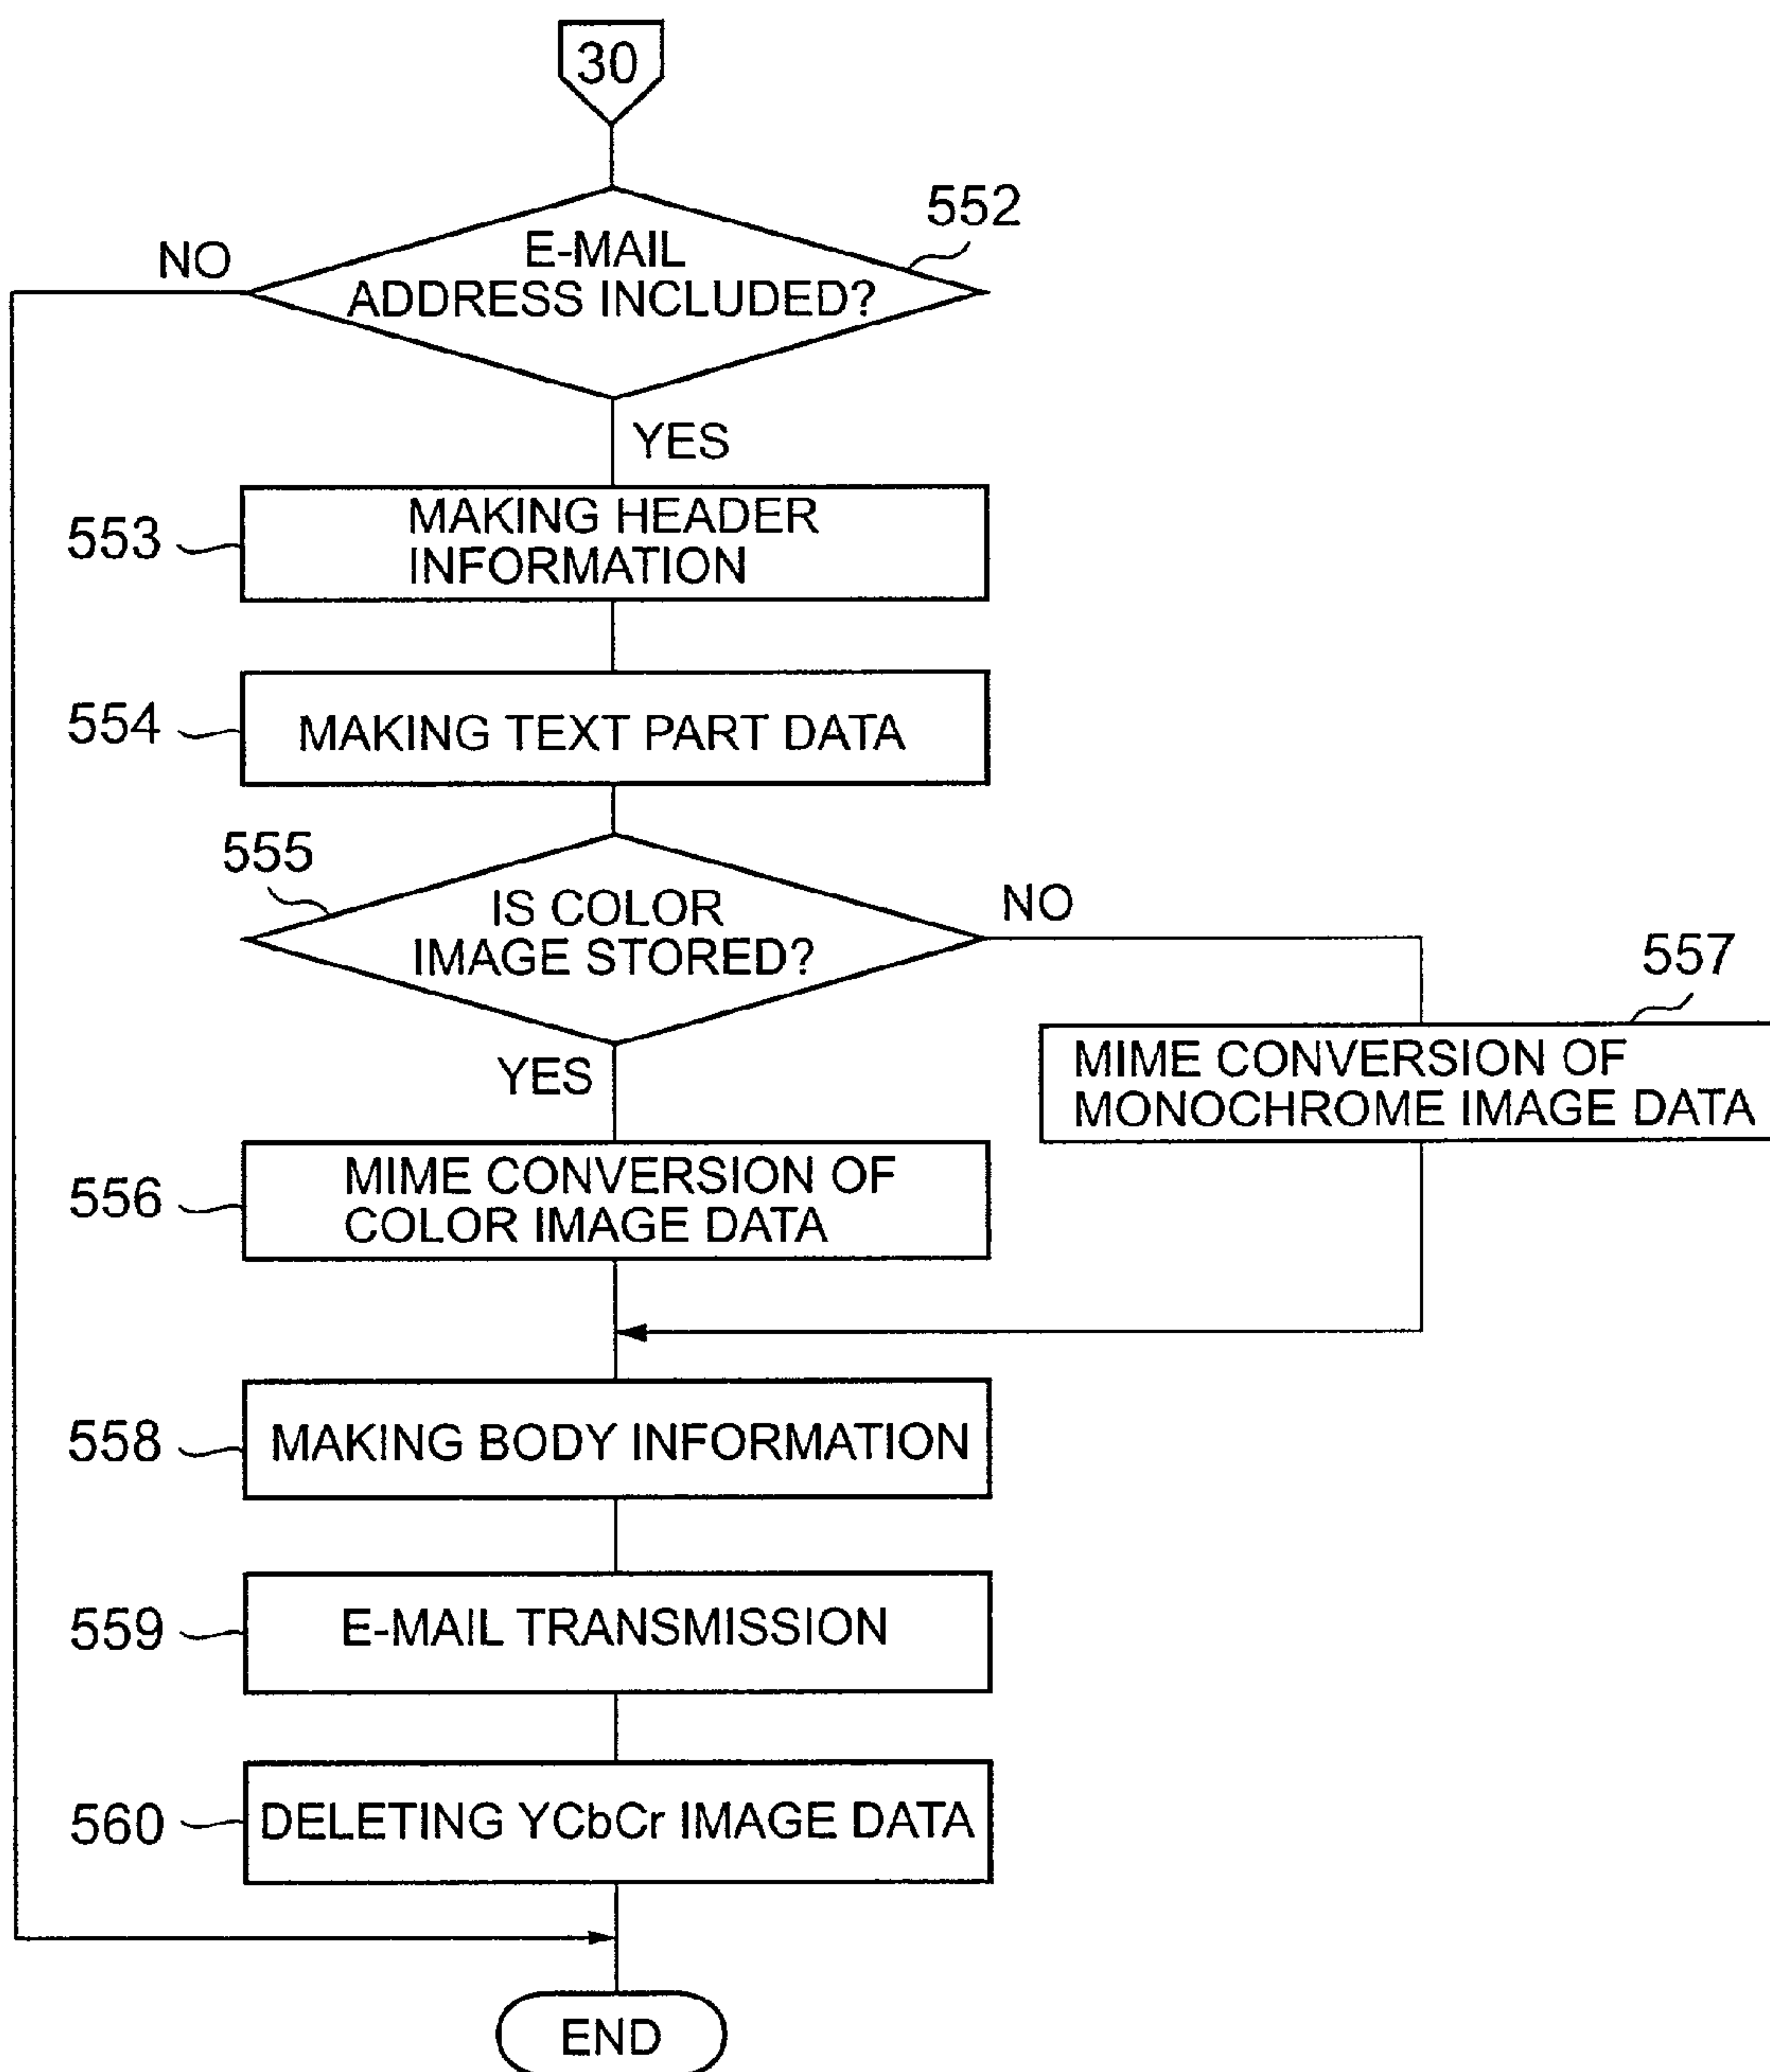 30
552
E-MAIL
ADDRESS INCLUDED?
NO
YES
553
MAKING HEADER
INFORMATION
554
MAKING TEXT PART DATA
555
IS COLOR
IMAGE STORED?
NO
YES
557
MIME CONVERSION OF
MONOCHROME IMAGE DATA
556
MIME CONVERSION OF
COLOR IMAGE DATA
558
MAKING BODY INFORMATION
559
E-MAIL TRANSMISSION
560
DELETING YCbCr IMAGE DATA
END